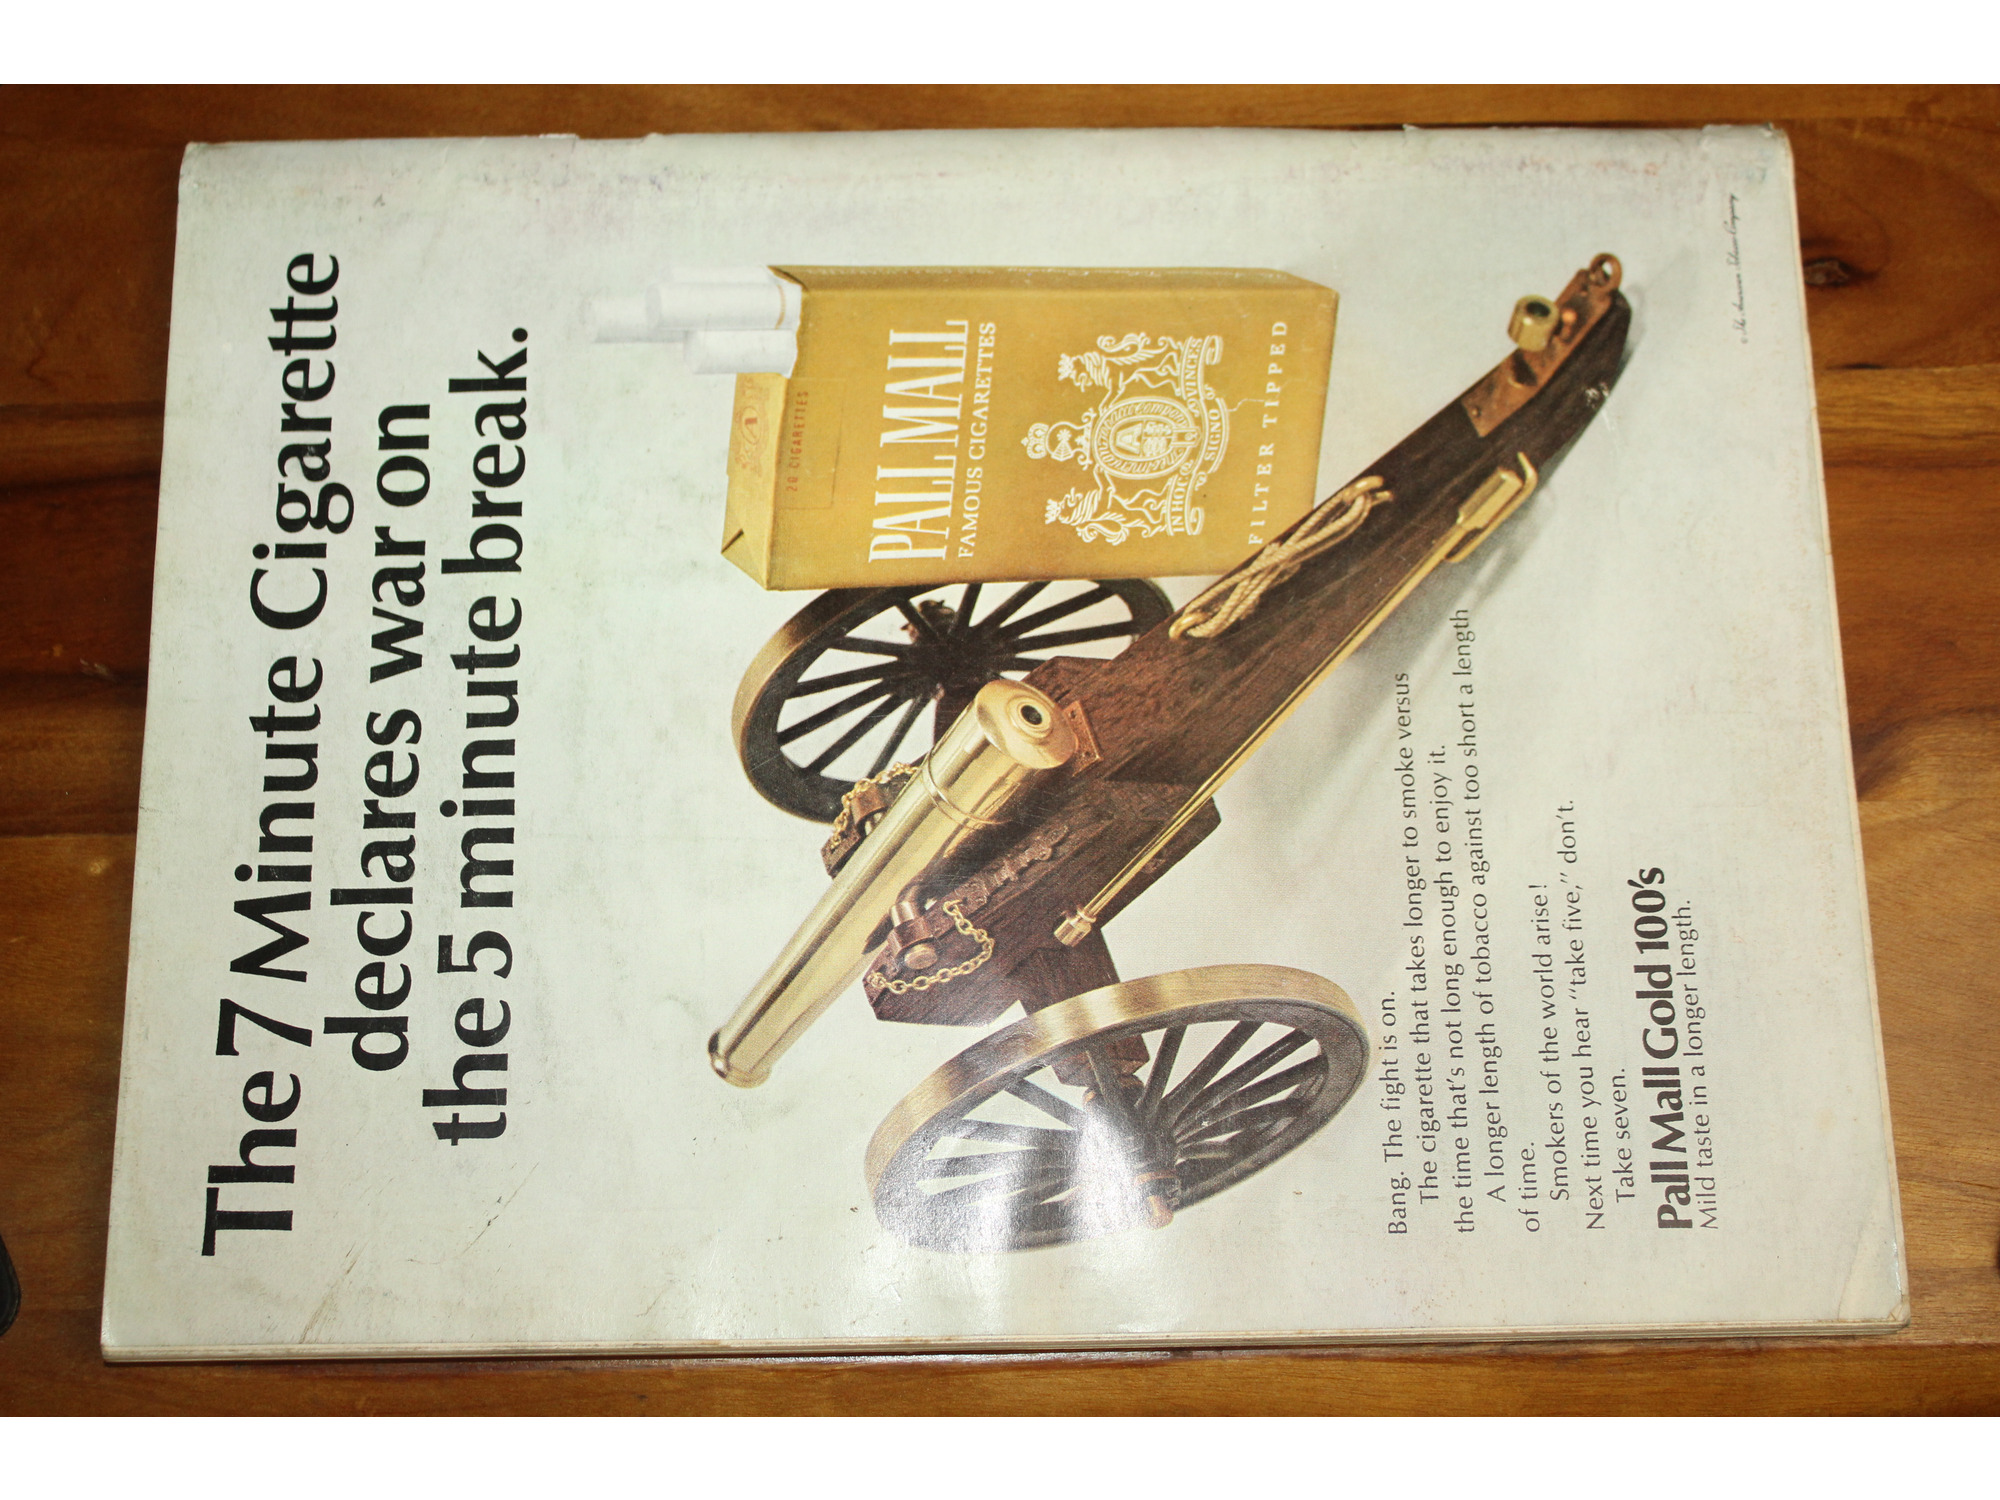 The 7 Minute Cigarette
declares war on
the 5 minute break.
20 CIGARETTES
PALL MALL
FAMOUS CIGARETTES
IN HOC SIGNO VINCES
FILTER TIPPED
Bang. The fight is on.
The cigarette that takes longer to smoke versus
the time that's not long enough to enjoy it.
A longer length of tobacco against too short a length
of time.
Smokers of the world arise!
Next time you hear "take five," don't.
Take seven.
Pall Mall Gold 100's
Mild taste in a longer length.
© The American Tobacco Company